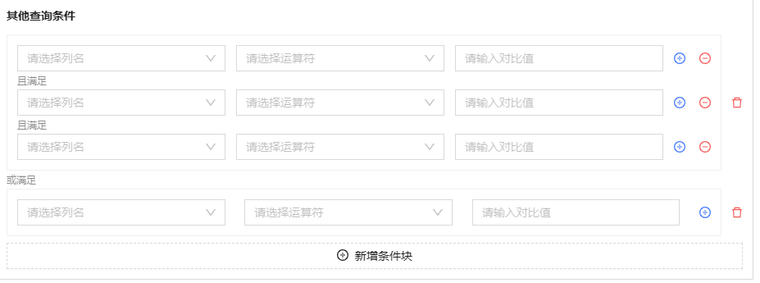 其他查询条件
请选择列名 请选择运算符 请输入对比值
且满足
请选择列名 请选择运算符 请输入对比值
且满足
请选择列名 请选择运算符 请输入对比值
或满足
请选择列名 请选择运算符 请输入对比值
新增条件块